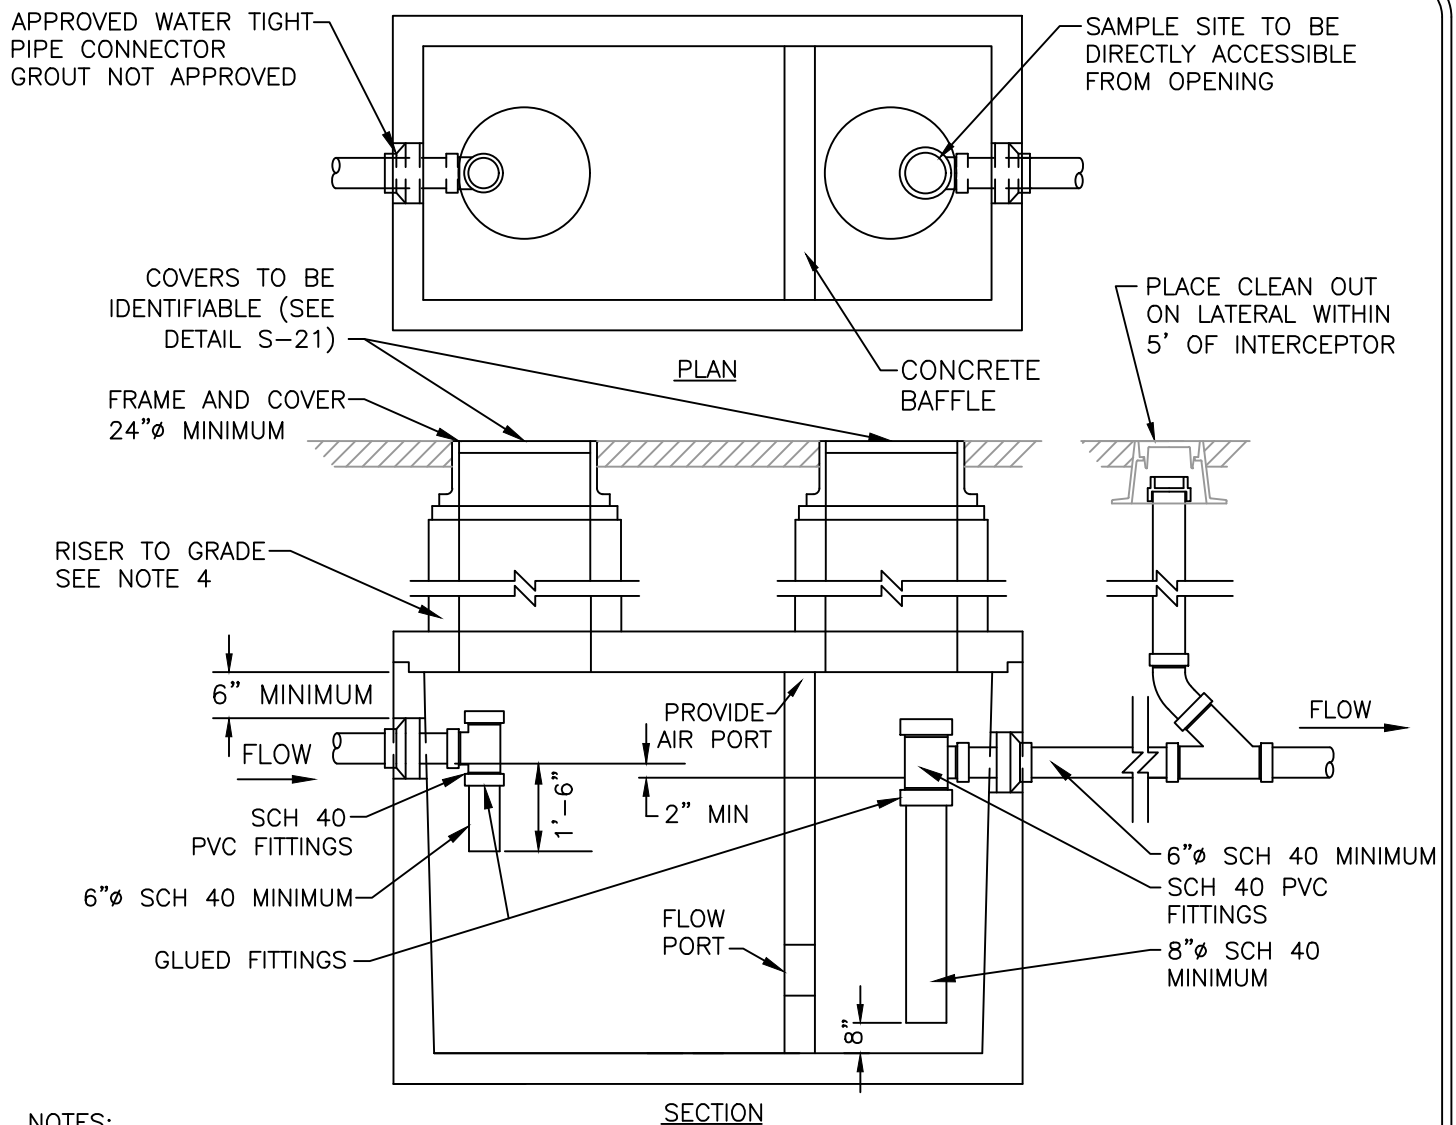 APPROVED WATER TIGHT
PIPE CONNECTOR
GROUT NOT APPROVED
SAMPLE SITE TO BE
DIRECTLY ACCESSIBLE
FROM OPENING
COVERS TO BE
IDENTIFIABLE (SEE
DETAIL S-21)
PLACE CLEAN OUT
ON LATERAL WITHIN
5' OF INTERCEPTOR
PLAN
CONCRETE
BAFFLE
FRAME AND COVER
24"ø MINIMUM
RISER TO GRADE
SEE NOTE 4
6" MINIMUM
FLOW
PROVIDE
AIR PORT
FLOW
2" MIN
1'-6"
SCH 40
PVC FITTINGS
6"ø SCH 40 MINIMUM
GLUED FITTINGS
FLOW
PORT
8"
6"ø SCH 40 MINIMUM
SCH 40 PVC
FITTINGS
8"ø SCH 40
MINIMUM
SECTION
NOTES: